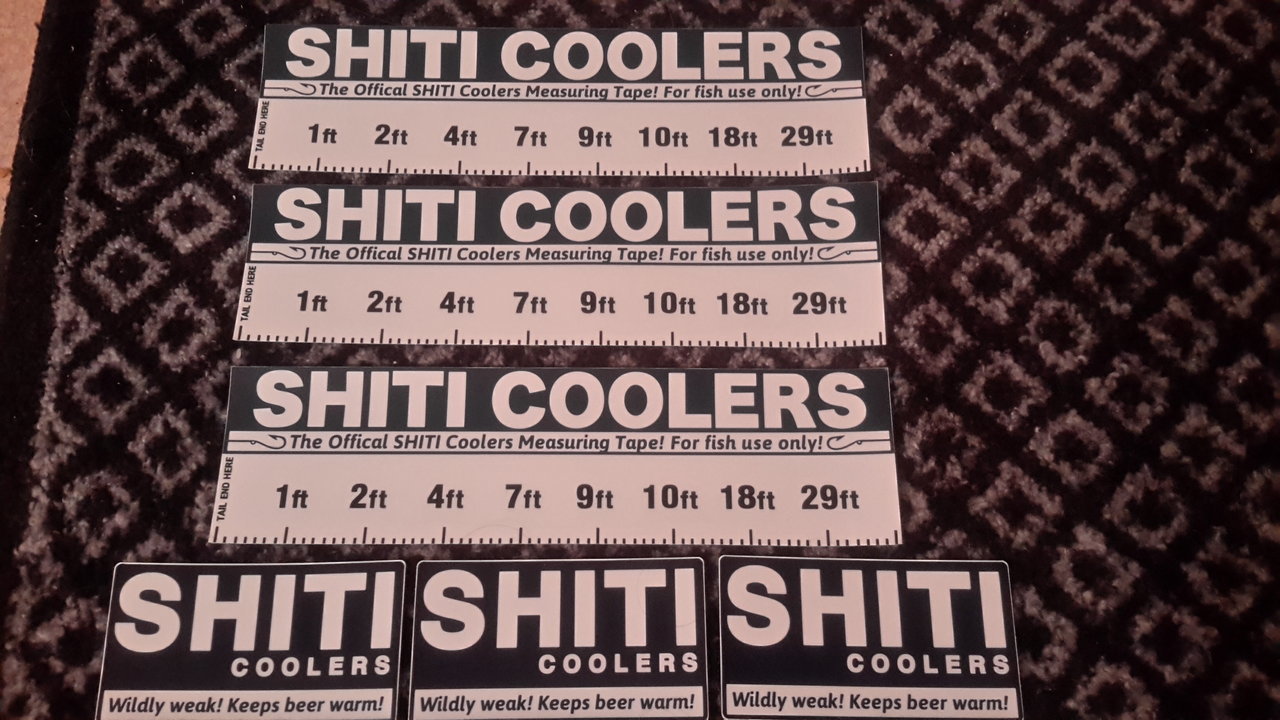 SHITI COOLERS
The Offical SHITI Coolers Measuring Tape! For fish use only!
TAIL END HERE
1ft 2ft 4ft 7ft 9ft 10ft 18ft 29ft
SHITI COOLERS
The Offical SHITI Coolers Measuring Tape! For fish use only!
TAIL END HERE
1ft 2ft 4ft 7ft 9ft 10ft 18ft 29ft
SHITI COOLERS
The Offical SHITI Coolers Measuring Tape! For fish use only!
TAIL END HERE
1ft 2ft 4ft 7ft 9ft 10ft 18ft 29ft
SHITI
COOLERS
Wildly weak! Keeps beer warm!
SHITI
COOLERS
Wildly weak! Keeps beer warm!
SHITI
COOLERS
Wildly weak! Keeps beer warm!